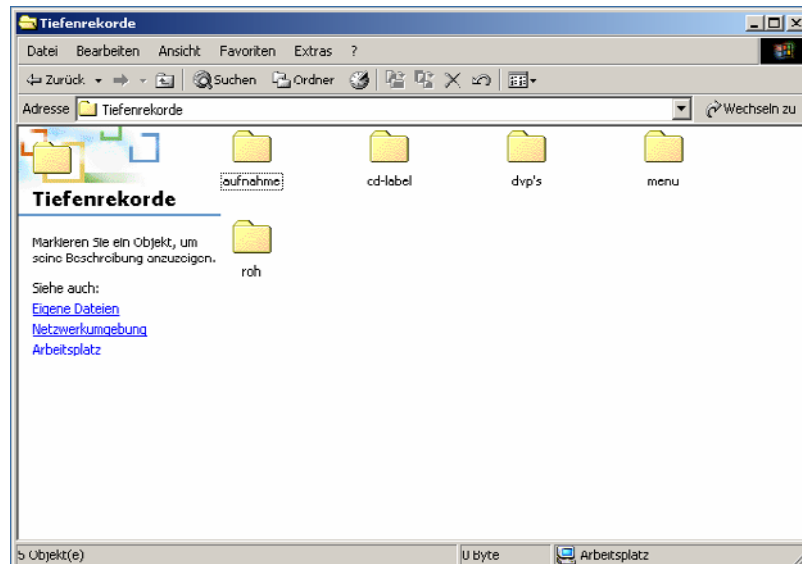 Tiefenrekorde
Datei Bearbeiten Ansicht Favoriten Extras ?
Zurück Suchen Ordner
Adresse Tiefenrekorde Wechseln zu
aufnahme cd-label dvp's menu
Tiefenrekorde
Markieren Sie ein Objekt, um
seine Beschreibung anzuzeigen.
roh
Siehe auch:
Eigene Dateien
Netzwerkumgebung
Arbeitsplatz
5 Objekt(e) 0 Byte Arbeitsplatz